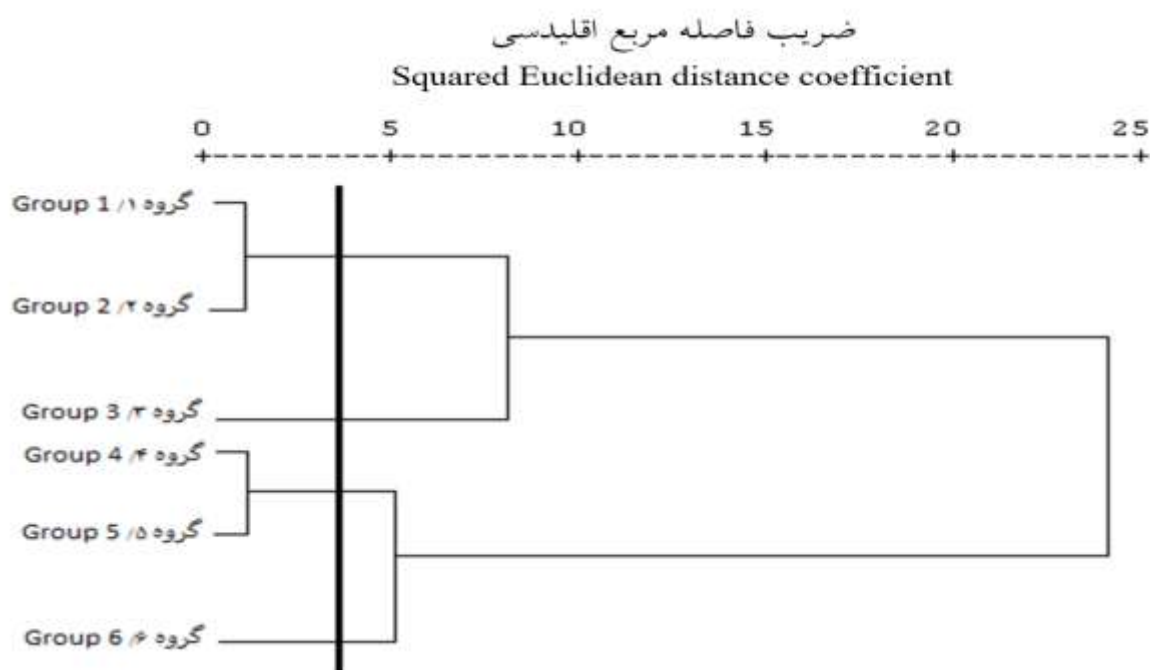 ضریب فاصله مربع اقلیدسی
Squared Euclidean distance coefficient
0 5 10 15 20 25
Group 1 /گروه ۱
Group 2 /گروه ۲
Group 3 /گروه ۳
Group 4 /گروه ۴
Group 5 /گروه ۵
Group 6 /گروه ۶